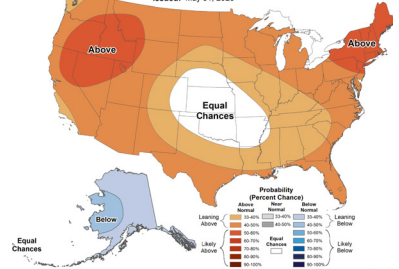 Above
Above
Equal
Chances
Below
Equal
Chances
Probability
(Percent Chance)
Above
Normal
Near
Normal
Below
Normal
Leaning
Above
Likely
Above
33-40%
40-50%
50-60%
60-70%
70-80%
80-90%
90-100%
33-40%
40-50%
Equal
Chances
33-40%
40-50%
50-60%
60-70%
70-80%
80-90%
90-100%
Leaning
Below
Likely
Below